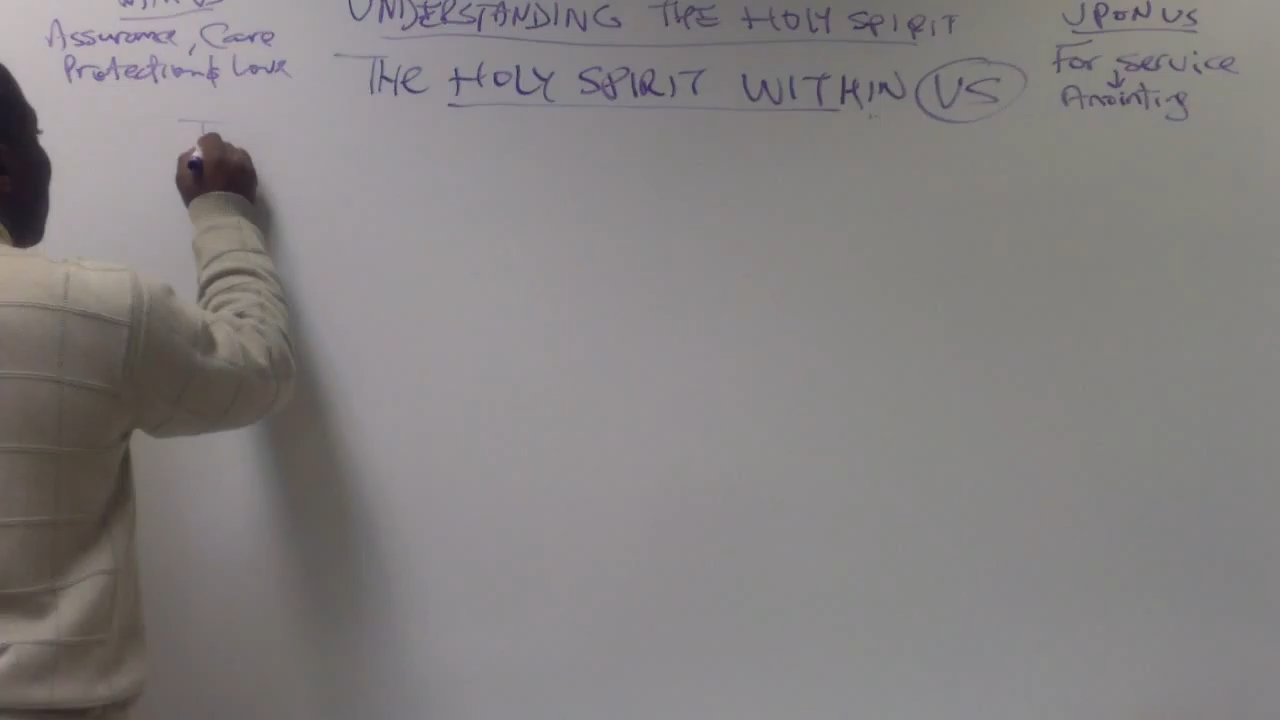 WITH US
Assurance, Care
Protection & Love
UNDERSTANDING THE HOLY SPIRIT
THE HOLY SPIRIT WITHIN US
UPON US
For service
Anointing